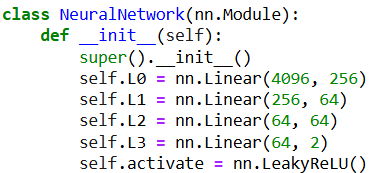 class NeuralNetwork(nn.Module):
    def __init__(self):
        super().__init__()
        self.L0 = nn.Linear(4096, 256)
        self.L1 = nn.Linear(256, 64)
        self.L2 = nn.Linear(64, 64)
        self.L3 = nn.Linear(64, 2)
        self.activate = nn.LeakyReLU()